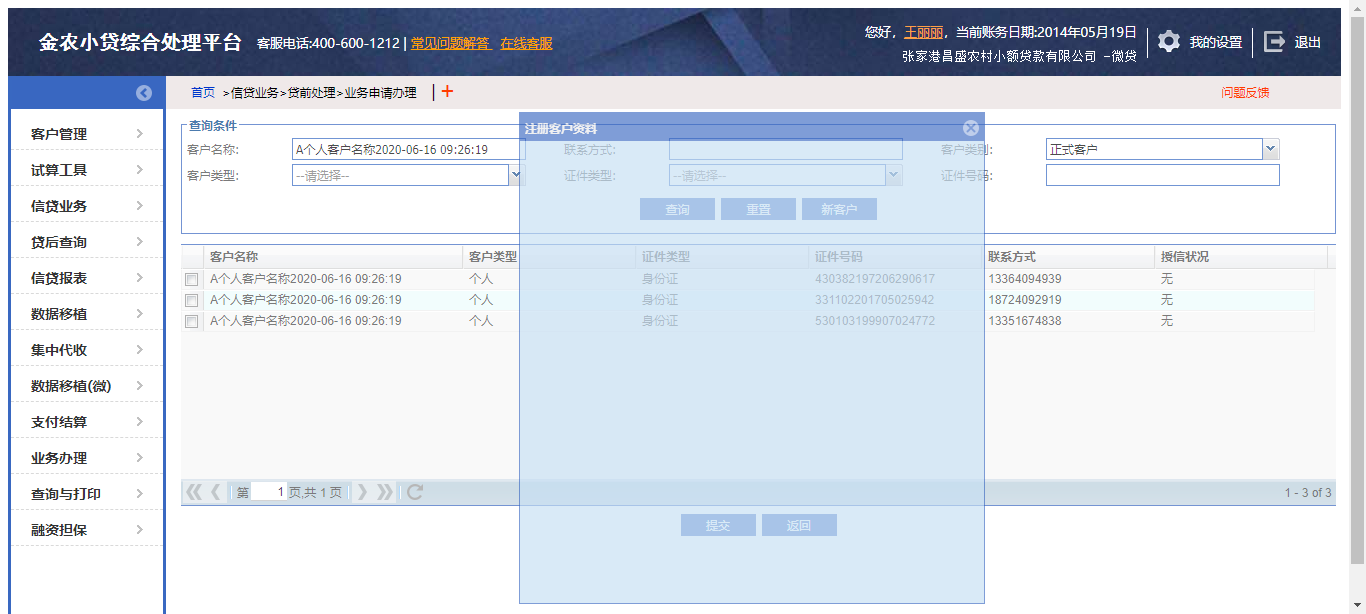 金农小贷综合处理平台 客服电话:400-600-1212 | 常见问题解答 在线客服
您好，王丽丽，当前账务日期:2014年05月19日
张家港昌盛农村小额贷款有限公司 -微贷
我的设置
退出
首页 >信贷业务>贷前处理>业务申请办理 | +
问题反馈
客户管理
试算工具
信贷业务
贷后查询
信贷报表
数据移植
集中代收
数据移植(微)
支付结算
业务办理
查询与打印
融资担保
查询条件
注册客户资料
客户名称: A个人客户名称2020-06-16 09:26:19 联系方式: 客户类别: 正式客户
客户类型: --请选择-- 证件类型: --请选择-- 证件号码:
查询 重置 新客户
客户名称 客户类型 证件类型 证件号码 联系方式 授信状况
A个人客户名称2020-06-16 09:26:19 个人 身份证 430382197206290617 13364094939 无
A个人客户名称2020-06-16 09:26:19 个人 身份证 331102201705025942 18724092919 无
A个人客户名称2020-06-16 09:26:19 个人 身份证 530103199907024772 13351674838 无
第 1 页,共 1 页
1 - 3 of 3
提交 返回